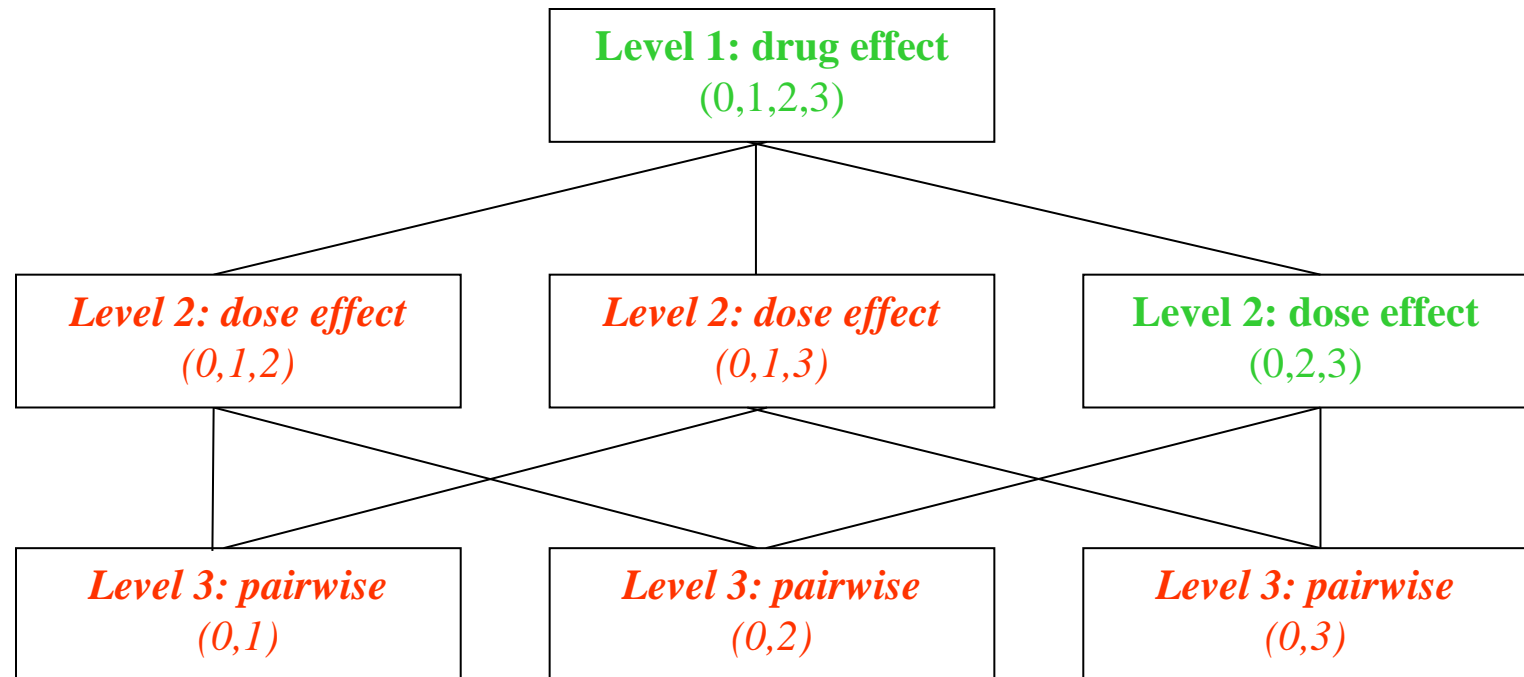 Level 1: drug effect
(0,1,2,3)
Level 2: dose effect
(0,1,2)
Level 2: dose effect
(0,1,3)
Level 2: dose effect
(0,2,3)
Level 3: pairwise
(0,1)
Level 3: pairwise
(0,2)
Level 3: pairwise
(0,3)